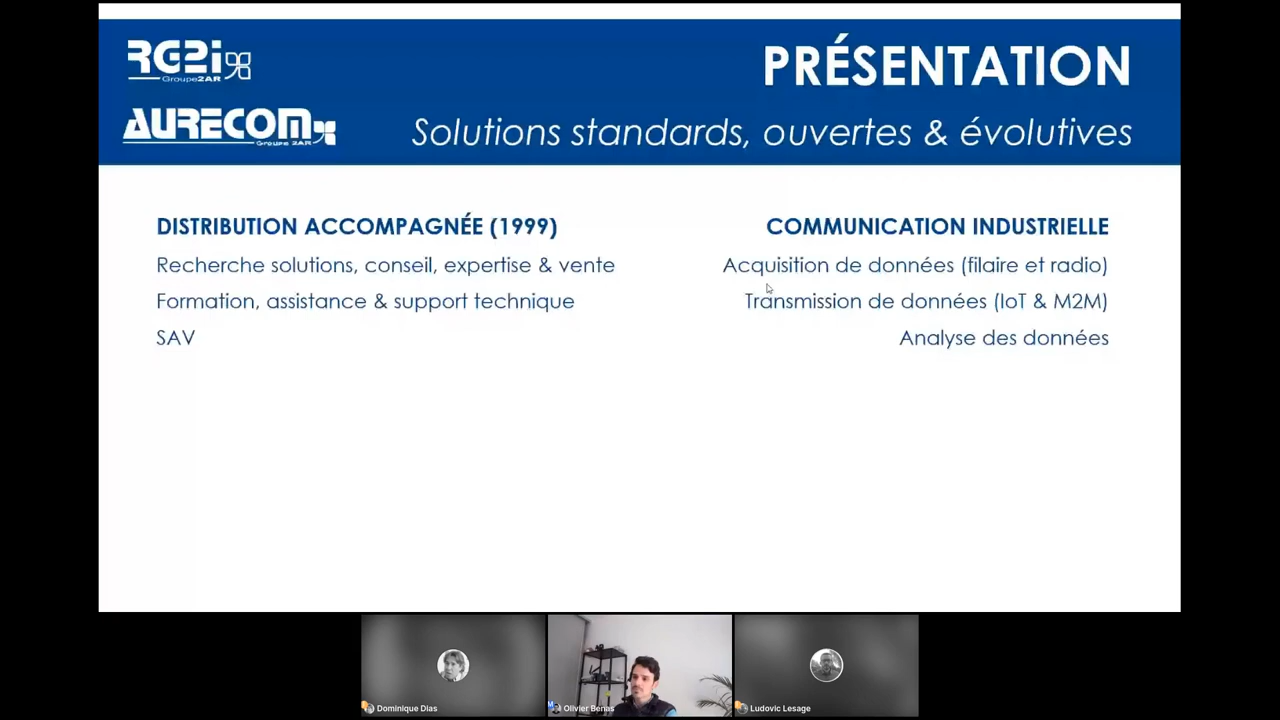 RG2i
Groupe2AR
AURECOM
Groupe 2AR
PRÉSENTATION
Solutions standards, ouvertes & évolutives
DISTRIBUTION ACCOMPAGNÉE (1999)
Recherche solutions, conseil, expertise & vente
Formation, assistance & support technique
SAV
COMMUNICATION INDUSTRIELLE
Acquisition de données (filaire et radio)
Transmission de données (IoT & M2M)
Analyse des données
Dominique Dias
Olivier Benas
Ludovic Lesage